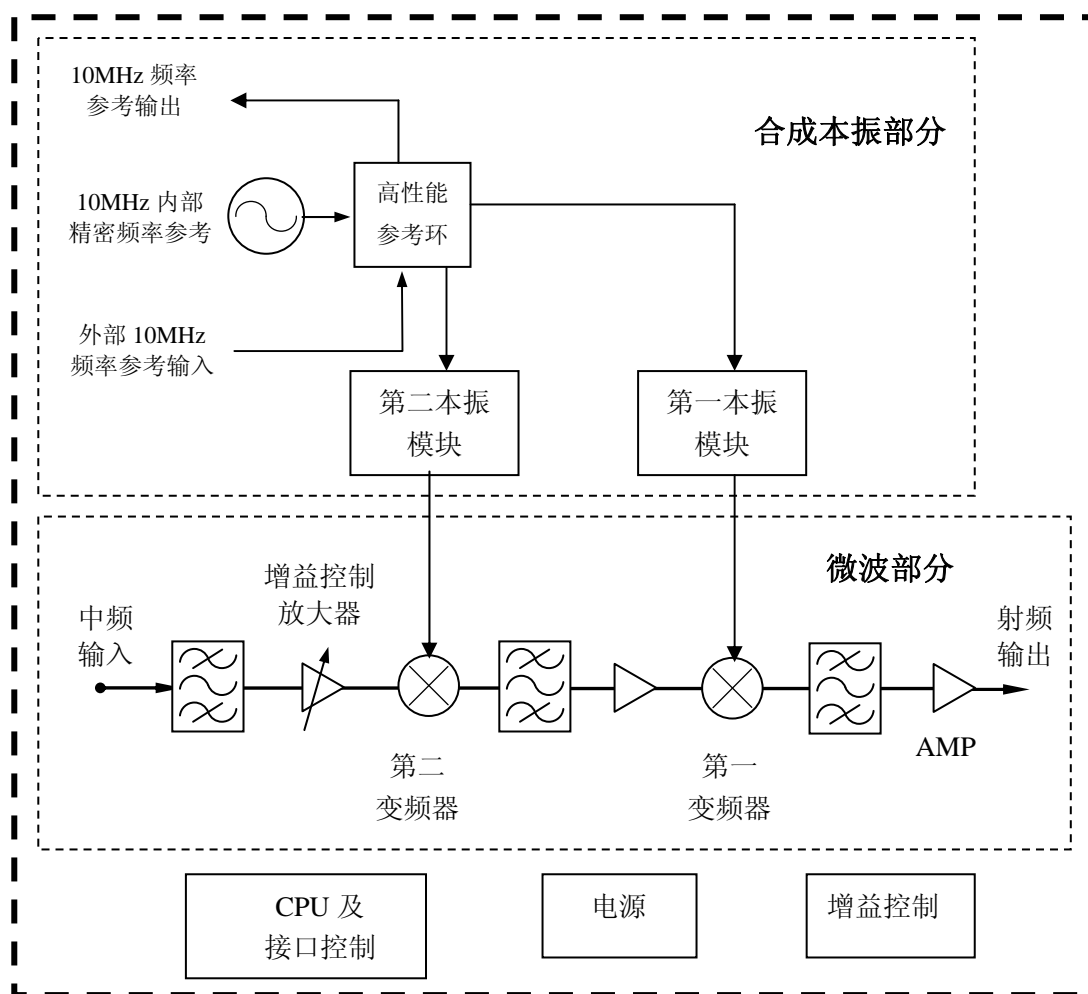 10MHz 频率
参考输出
合成本振部分
10MHz 内部
精密频率参考
高性能
参考环
外部 10MHz
频率参考输入
第二本振
模块
第一本振
模块
微波部分
增益控制
放大器
中频
输入
射频
输出
AMP
第二
变频器
第一
变频器
CPU 及
接口控制
电源
增益控制